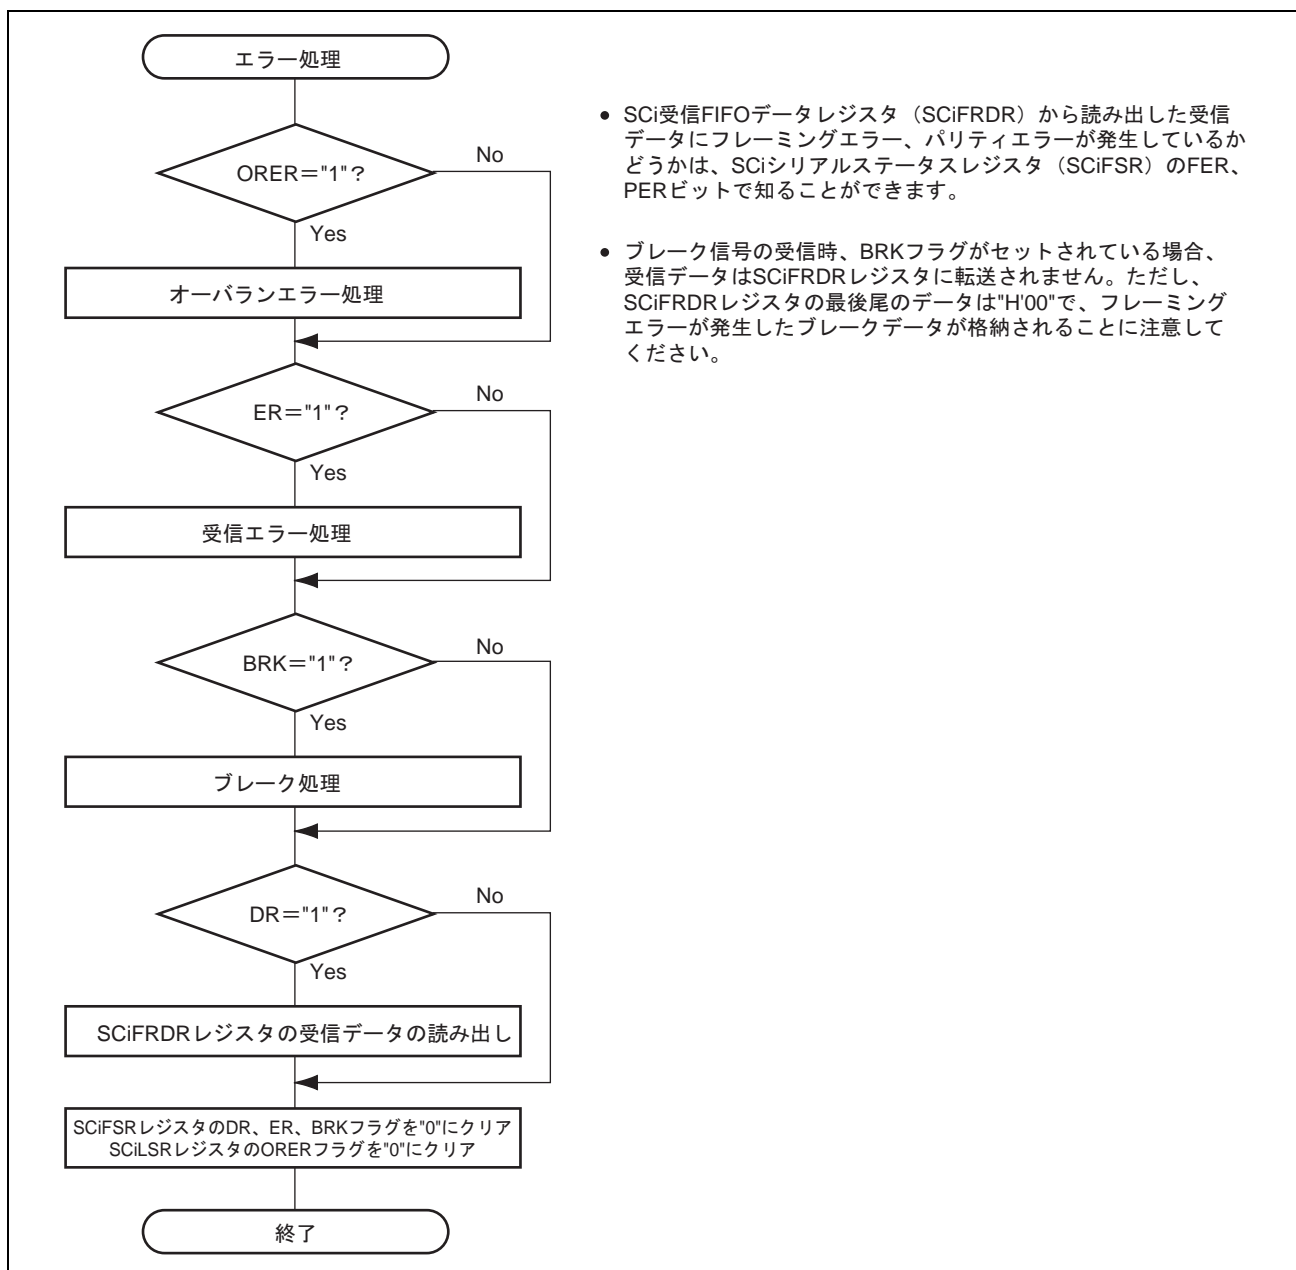 エラー処理
ORER＝"1"？
No
Yes
オーバランエラー処理
ER＝"1"？
No
Yes
受信エラー処理
BRK＝"1"？
No
Yes
ブレーク処理
DR＝"1"？
No
Yes
SCiFRDRレジスタの受信データの読み出し
SCiFSRレジスタのDR、ER、BRKフラグを"0"にクリア
SCiLSRレジスタのORERフラグを"0"にクリア
終了
● SCi受信FIFOデータレジスタ（SCiFRDR）から読み出した受信
データにフレーミングエラー、パリティエラーが発生しているか
どうかは、SCiシリアルステータスレジスタ（SCiFSR）のFER、
PERビットで知ることができます。
● ブレーク信号の受信時、BRKフラグがセットされている場合、
受信データはSCiFRDRレジスタに転送されません。ただし、
SCiFRDRレジスタの最後尾のデータは"H'00"で、フレーミング
エラーが発生したブレークデータが格納されることに注意して
ください。